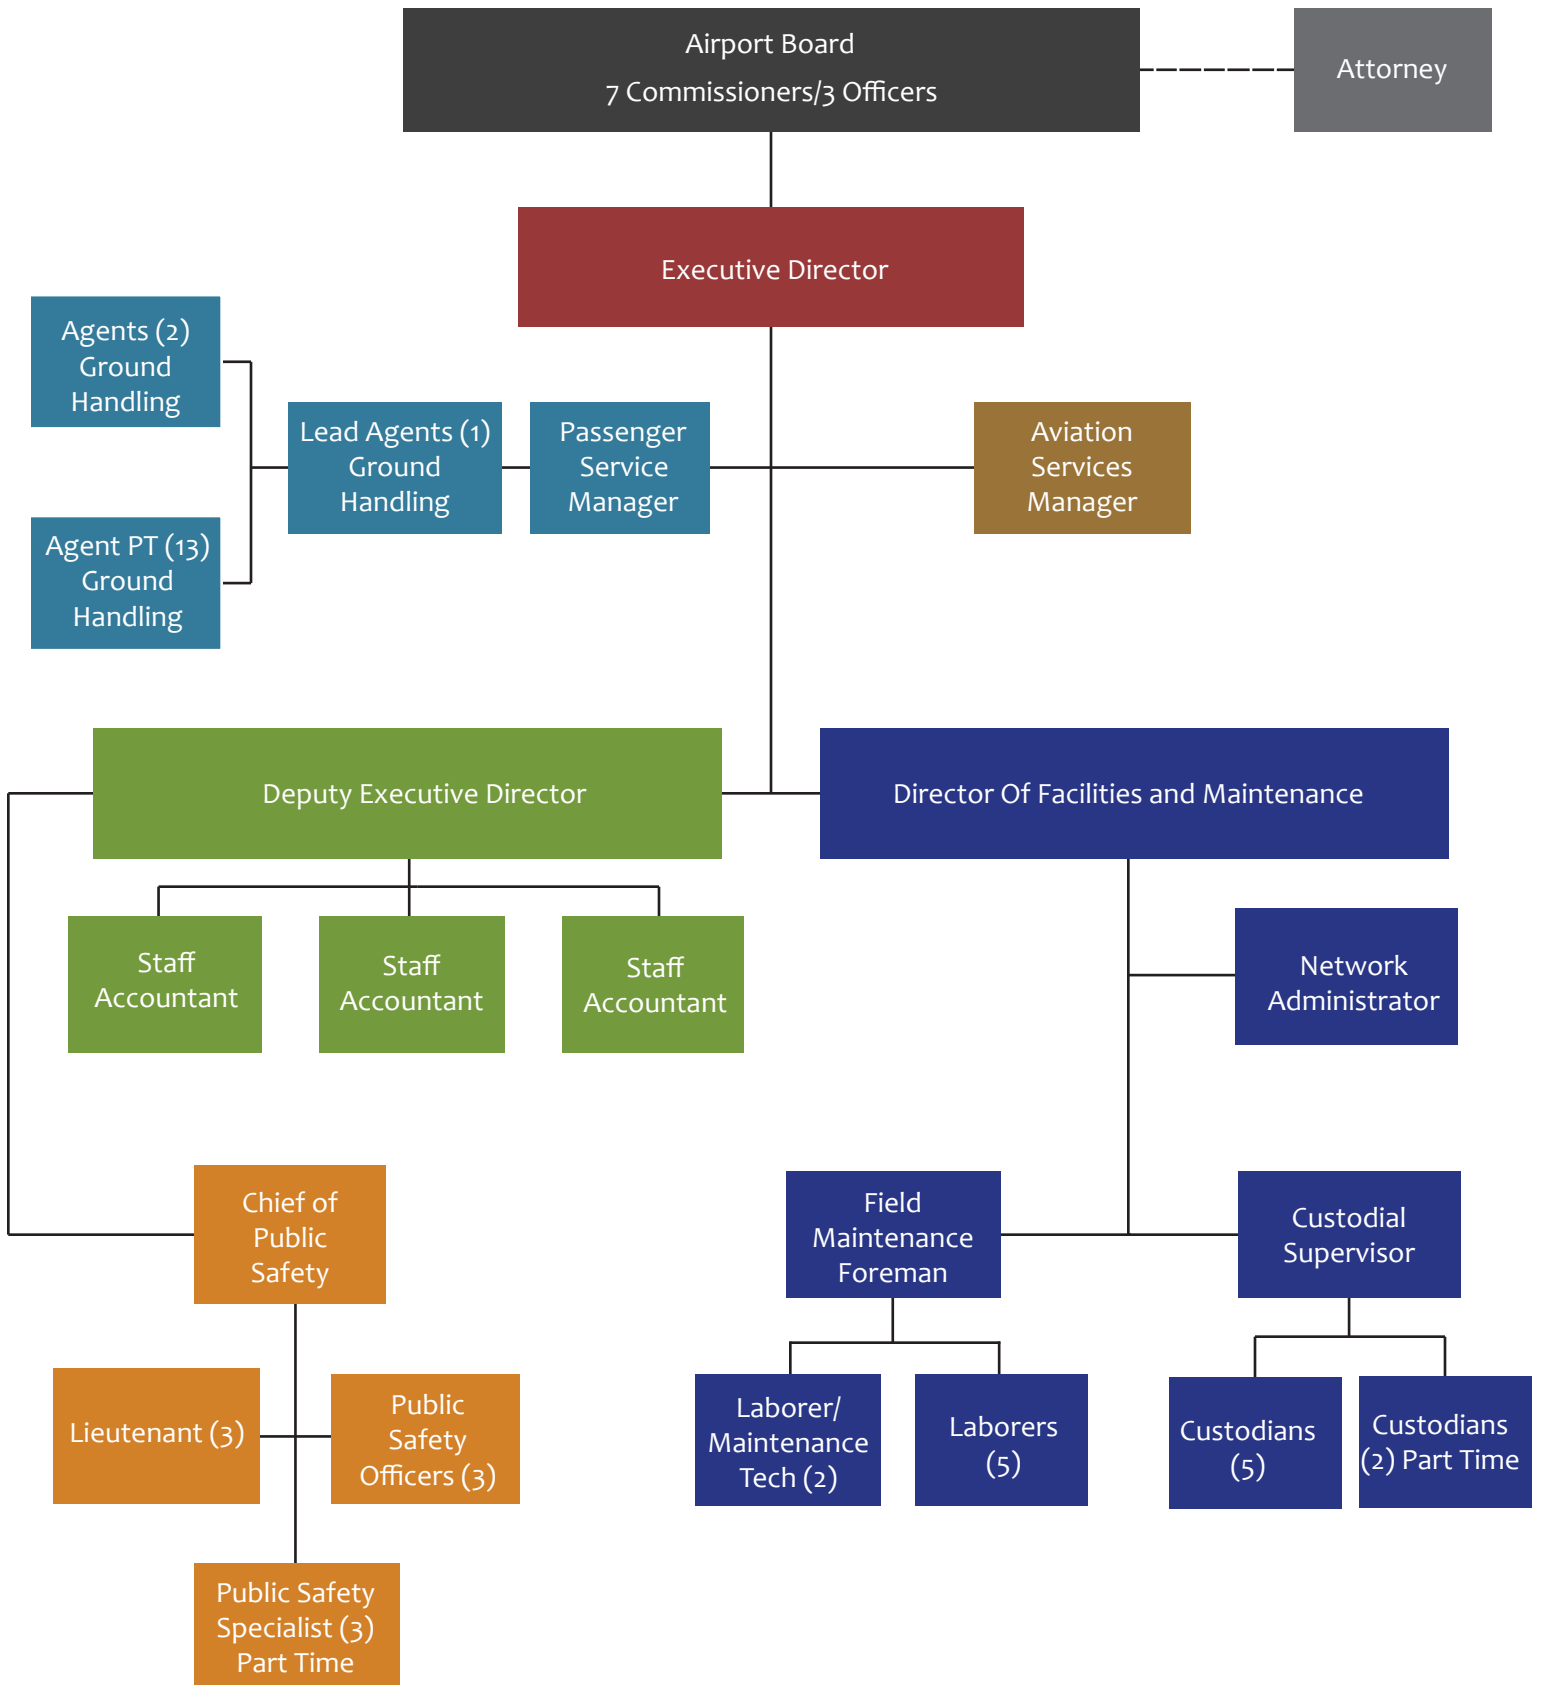 Airport Board
7 Commissioners/3 Officers
Attorney
Executive Director
Agents (2)
Ground
Handling
Lead Agents (1)
Ground
Handling
Passenger
Service
Manager
Aviation
Services
Manager
Agent PT (13)
Ground
Handling
Deputy Executive Director
Director Of Facilities and Maintenance
Staff
Accountant
Staff
Accountant
Staff
Accountant
Network
Administrator
Chief of
Public
Safety
Field
Maintenance
Foreman
Custodial
Supervisor
Lieutenant (3)
Public
Safety
Officers (3)
Laborer/
Maintenance
Tech (2)
Laborers
(5)
Custodians
(5)
Custodians
(2) Part Time
Public Safety
Specialist (3)
Part Time